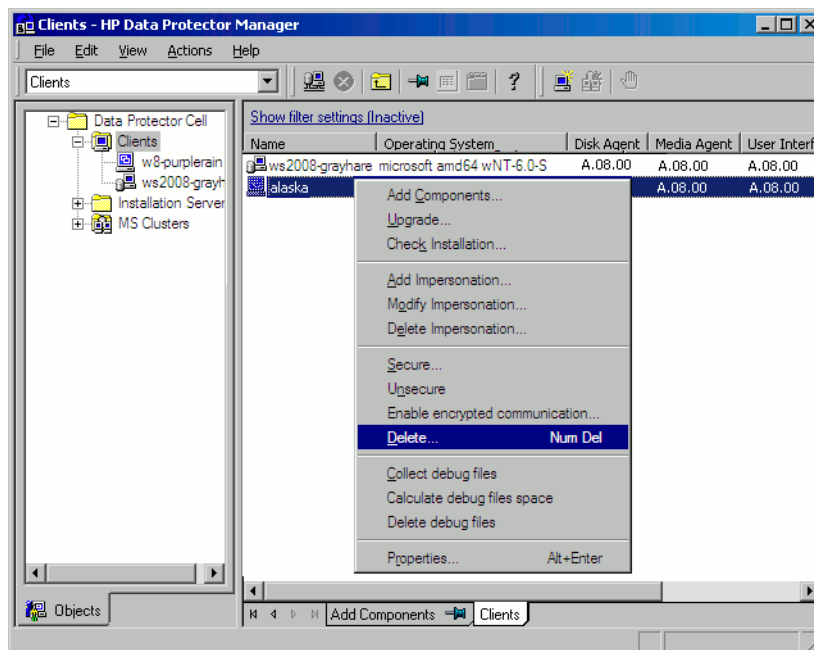 Clients - HP Data Protector Manager
File Edit View Actions Help
Clients
Data Protector Cell
Clients
w8-purplerain
ws2008-grayh
Installation Server
MS Clusters
Objects
Show filter settings (Inactive)
Name Operating System Disk Agent Media Agent User Interf
ws2008-grayhare microsoft amd64 wNT-6.0-S A.08.00 A.08.00 A.08.00
alaska A.08.00 A.08.00
Add Components...
Upgrade...
Check Installation...
Add Impersonation...
Modify Impersonation...
Delete Impersonation...
Secure...
Unsecure
Enable encrypted communication...
Delete... Num Del
Collect debug files
Calculate debug files space
Delete debug files
Properties... Alt+Enter
Add Components Clients